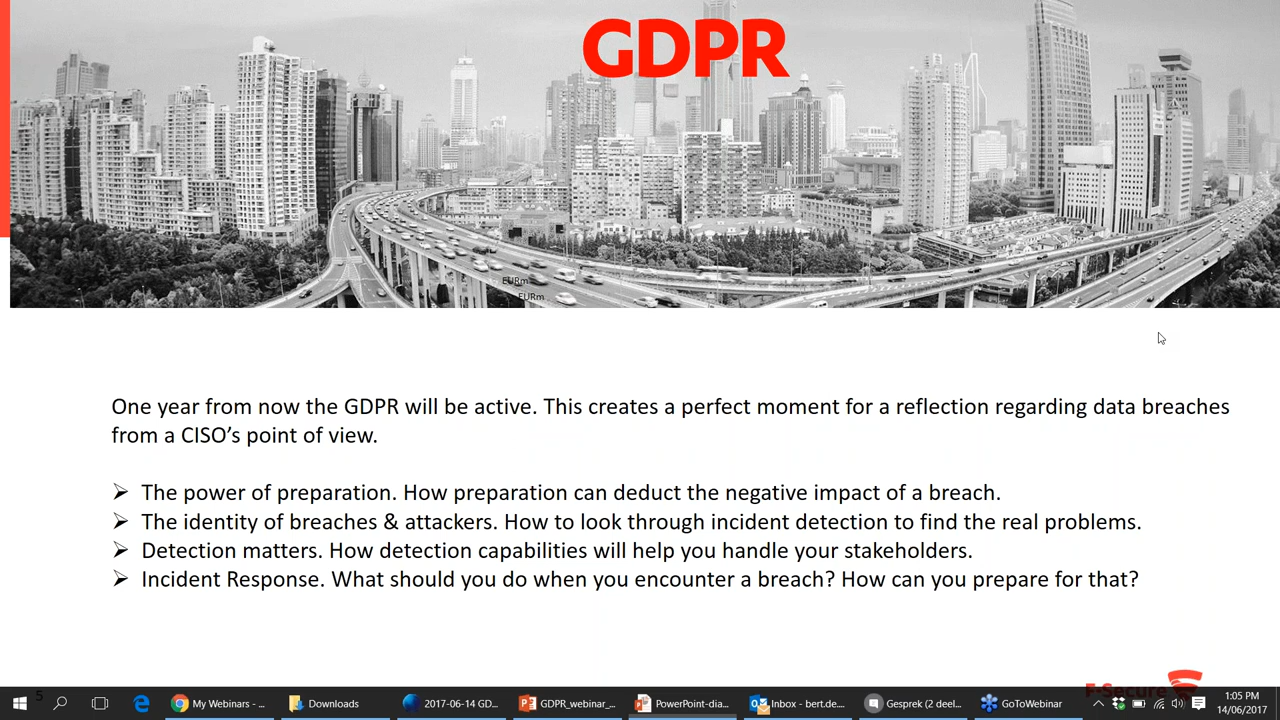 GDPR
EURm
EURm
One year from now the GDPR will be active. This creates a perfect moment for a reflection regarding data breaches
from a CISO’s point of view.
➢ The power of preparation. How preparation can deduct the negative impact of a breach.
➢ The identity of breaches & attackers. How to look through incident detection to find the real problems.
➢ Detection matters. How detection capabilities will help you handle your stakeholders.
➢ Incident Response. What should you do when you encounter a breach? How can you prepare for that?
F-Secure
5
My Webinars - ...
Downloads
2017-06-14 GD...
GDPR_webinar_...
PowerPoint-dia...
Inbox - bert.de....
Gesprek (2 deel...
GoToWebinar
1:05 PM
14/06/2017